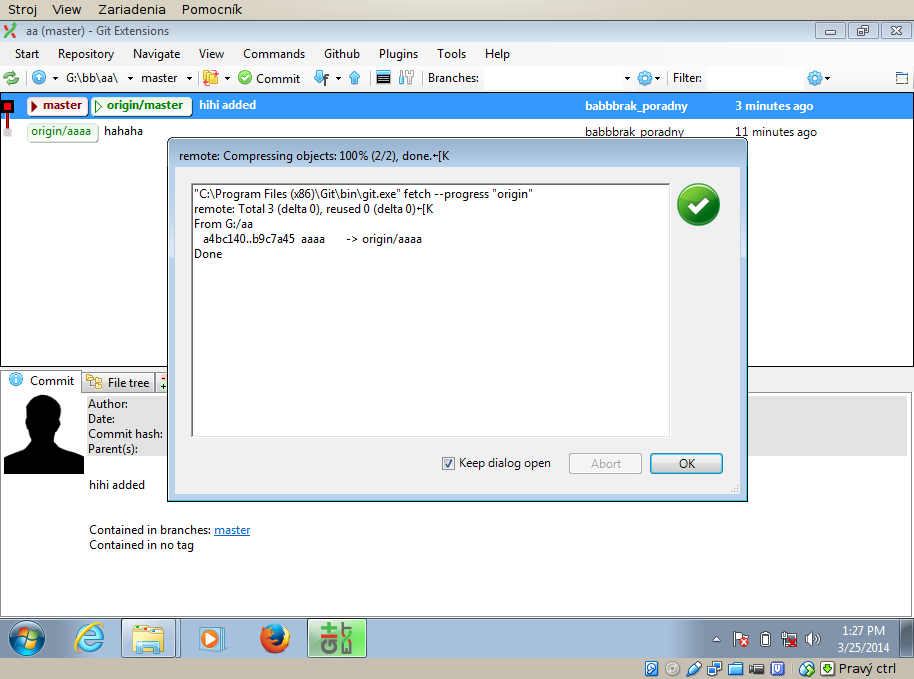 Stroj View Zariadenia Pomocník
aa (master) - Git Extensions
Start Repository Navigate View Commands Github Plugins Tools Help
G:\bb\aa\ master Commit Branches: Filter:
master origin/master hihi added babbbrak_poradny 3 minutes ago
origin/aaaa hahaha babbbrak_poradny 11 minutes ago
remote: Compressing objects: 100% (2/2), done.←[K
"C:\Program Files (x86)\Git\bin\git.exe" fetch --progress "origin"
remote: Total 3 (delta 0), reused 0 (delta 0)←[K
From G:/aa
a4bc140..b9c7a45 aaaa -> origin/aaaa
Done
Keep dialog open Abort OK
Commit File tree
Author:
Date:
Commit hash:
Parent(s):
hihi added
Contained in branches: master
Contained in no tag
Git Ext
1:27 PM
3/25/2014
Pravý ctrl